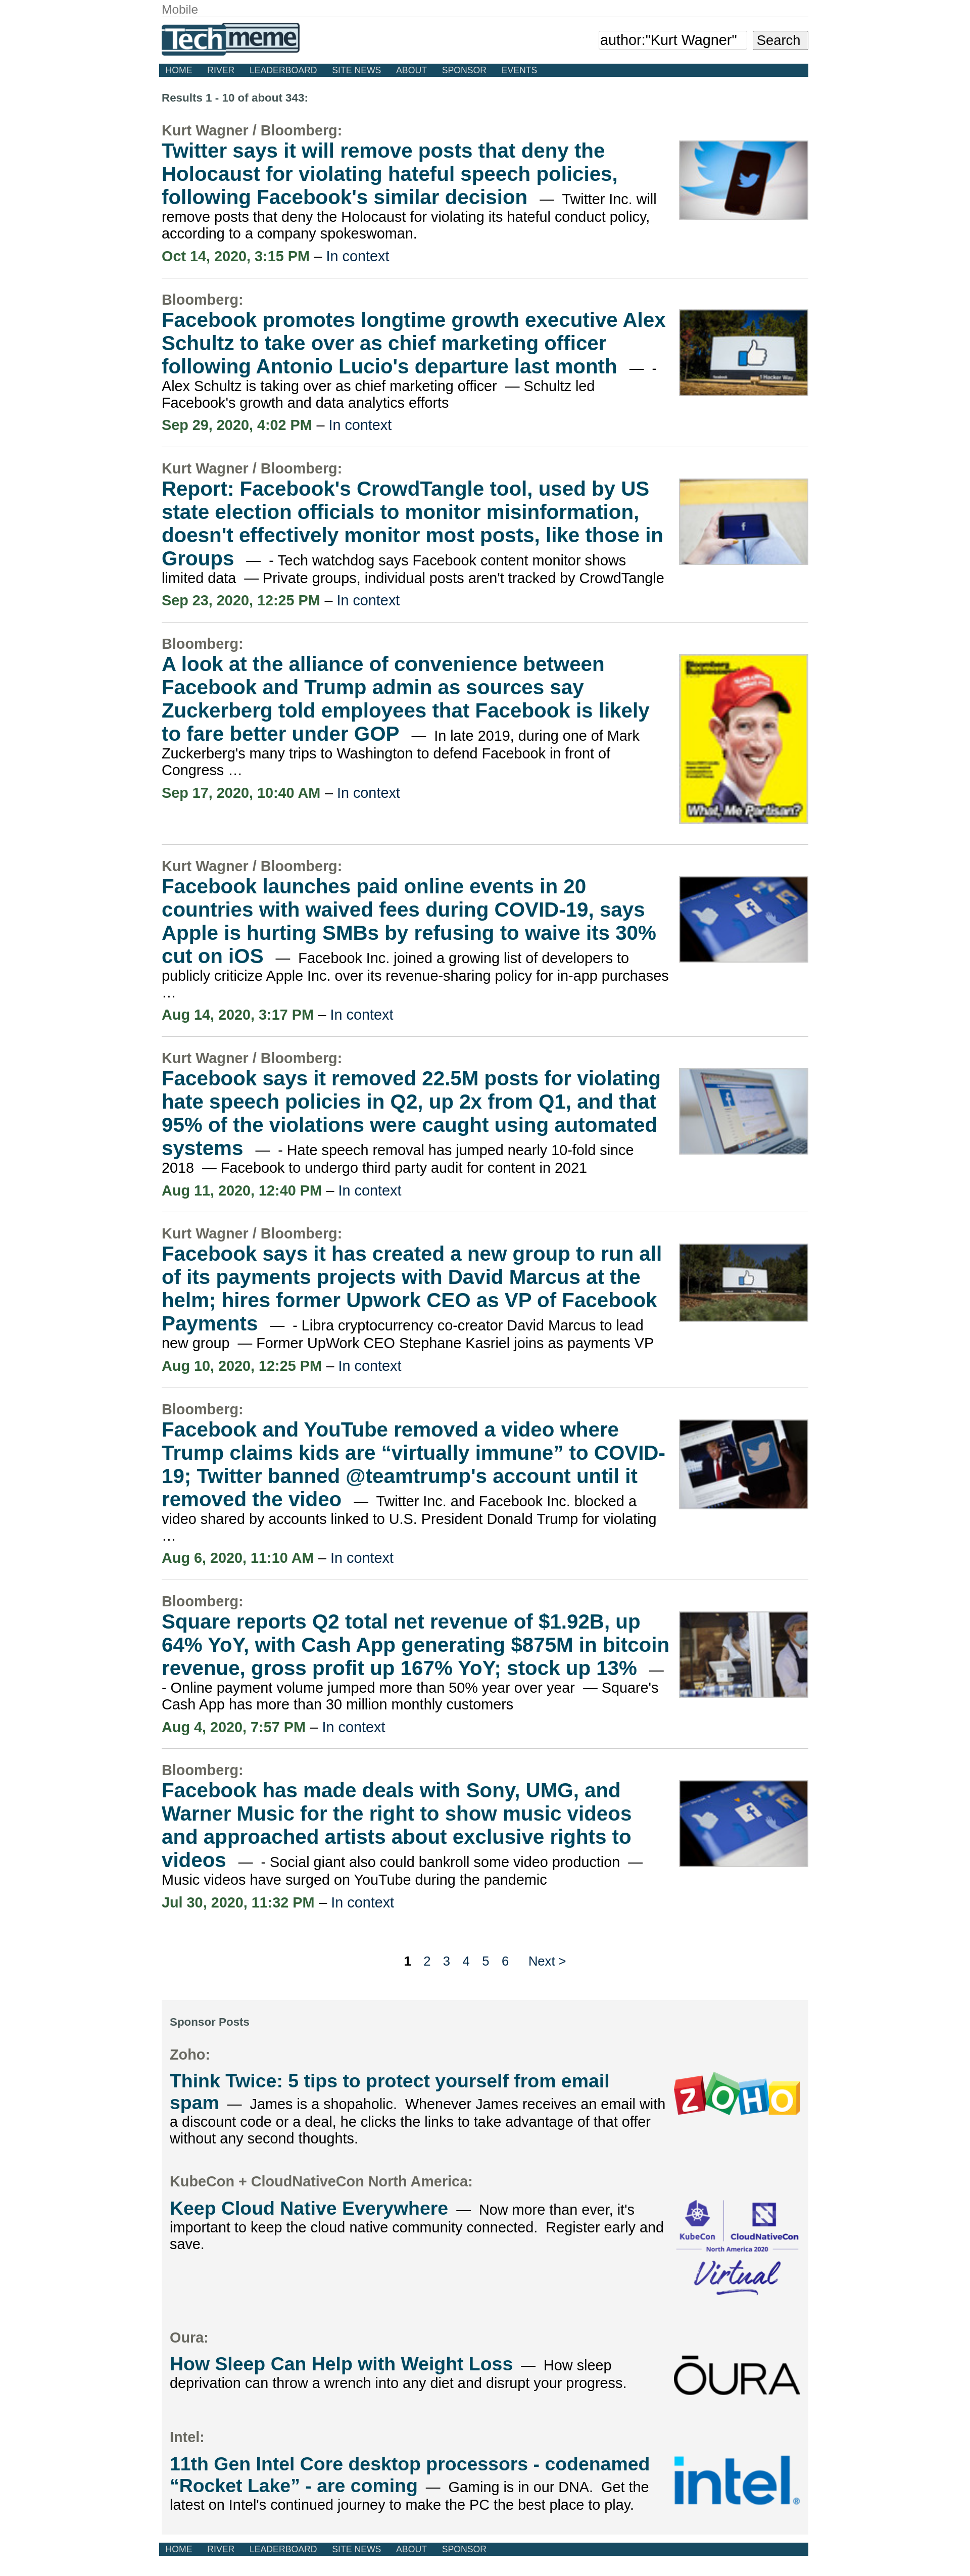 Mobile
Techmeme
author:"Kurt Wagner" Search
HOME RIVER LEADERBOARD SITE NEWS ABOUT SPONSOR EVENTS
Results 1 - 10 of about 343:
Kurt Wagner / Bloomberg:
Twitter says it will remove posts that deny the
Holocaust for violating hateful speech policies,
following Facebook's similar decision — Twitter Inc. will
remove posts that deny the Holocaust for violating its hateful conduct policy,
according to a company spokeswoman.
Oct 14, 2020, 3:15 PM – In context
Bloomberg:
Facebook promotes longtime growth executive Alex
Schultz to take over as chief marketing officer
following Antonio Lucio's departure last month — -
Alex Schultz is taking over as chief marketing officer — Schultz led
Facebook's growth and data analytics efforts
Sep 29, 2020, 4:02 PM – In context
Hacker Way
Kurt Wagner / Bloomberg:
Report: Facebook's CrowdTangle tool, used by US
state election officials to monitor misinformation,
doesn't effectively monitor most posts, like those in
Groups — - Tech watchdog says Facebook content monitor shows
limited data — Private groups, individual posts aren't tracked by CrowdTangle
Sep 23, 2020, 12:25 PM – In context
Bloomberg:
A look at the alliance of convenience between
Facebook and Trump admin as sources say
Zuckerberg told employees that Facebook is likely
to fare better under GOP — In late 2019, during one of Mark
Zuckerberg's many trips to Washington to defend Facebook in front of
Congress …
Sep 17, 2020, 10:40 AM – In context
Bloomberg
Businessweek
What, Me Partisan?
Kurt Wagner / Bloomberg:
Facebook launches paid online events in 20
countries with waived fees during COVID-19, says
Apple is hurting SMBs by refusing to waive its 30%
cut on iOS — Facebook Inc. joined a growing list of developers to
publicly criticize Apple Inc. over its revenue-sharing policy for in-app purchases
…
Aug 14, 2020, 3:17 PM – In context
Kurt Wagner / Bloomberg:
Facebook says it removed 22.5M posts for violating
hate speech policies in Q2, up 2x from Q1, and that
95% of the violations were caught using automated
systems — - Hate speech removal has jumped nearly 10-fold since
2018 — Facebook to undergo third party audit for content in 2021
Aug 11, 2020, 12:40 PM – In context
Kurt Wagner / Bloomberg:
Facebook says it has created a new group to run all
of its payments projects with David Marcus at the
helm; hires former Upwork CEO as VP of Facebook
Payments — - Libra cryptocurrency co-creator David Marcus to lead
new group — Former UpWork CEO Stephane Kasriel joins as payments VP
Aug 10, 2020, 12:25 PM – In context
Bloomberg:
Facebook and YouTube removed a video where
Trump claims kids are “virtually immune” to COVID-
19; Twitter banned @teamtrump's account until it
removed the video — Twitter Inc. and Facebook Inc. blocked a
video shared by accounts linked to U.S. President Donald Trump for violating
…
Aug 6, 2020, 11:10 AM – In context
Bloomberg:
Square reports Q2 total net revenue of $1.92B, up
64% YoY, with Cash App generating $875M in bitcoin
revenue, gross profit up 167% YoY; stock up 13% —
- Online payment volume jumped more than 50% year over year — Square's
Cash App has more than 30 million monthly customers
Aug 4, 2020, 7:57 PM – In context
Bloomberg:
Facebook has made deals with Sony, UMG, and
Warner Music for the right to show music videos
and approached artists about exclusive rights to
videos — - Social giant also could bankroll some video production —
Music videos have surged on YouTube during the pandemic
Jul 30, 2020, 11:32 PM – In context
1 2 3 4 5 6 Next >
Sponsor Posts
Zoho:
Think Twice: 5 tips to protect yourself from email
spam — James is a shopaholic. Whenever James receives an email with
a discount code or a deal, he clicks the links to take advantage of that offer
without any second thoughts.
ZOHO
KubeCon + CloudNativeCon North America:
Keep Cloud Native Everywhere — Now more than ever, it's
important to keep the cloud native community connected. Register early and
save.
KubeCon CloudNativeCon
North America 2020
Virtual
Oura:
How Sleep Can Help with Weight Loss — How sleep
deprivation can throw a wrench into any diet and disrupt your progress.
ŌURA
Intel:
11th Gen Intel Core desktop processors - codenamed
“Rocket Lake” - are coming — Gaming is in our DNA. Get the
latest on Intel's continued journey to make the PC the best place to play.
intel®
HOME RIVER LEADERBOARD SITE NEWS ABOUT SPONSOR